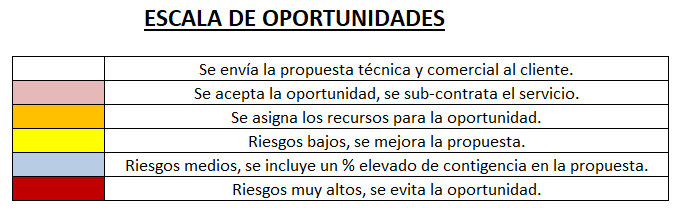 ESCALA DE OPORTUNIDADES
Se envía la propuesta técnica y comercial al cliente.
Se acepta la oportunidad, se sub-contrata el servicio.
Se asigna los recursos para la oportunidad.
Riesgos bajos, se mejora la propuesta.
Riesgos medios, se incluye un % elevado de contigencia en la propuesta.
Riesgos muy altos, se evita la oportunidad.